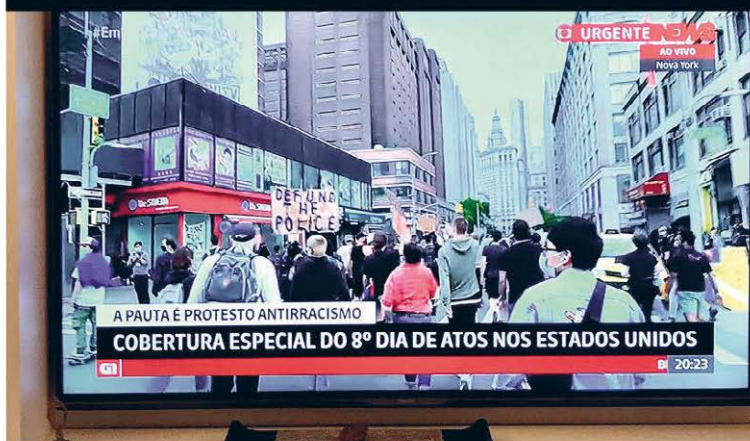 #Em
URGENTE NEWS
AO VIVO
Nova York
DEFUND
THE
POLICE
A PAUTA É PROTESTO ANTIRRACISMO
COBERTURA ESPECIAL DO 8º DIA DE ATOS NOS ESTADOS UNIDOS
G1
20:23